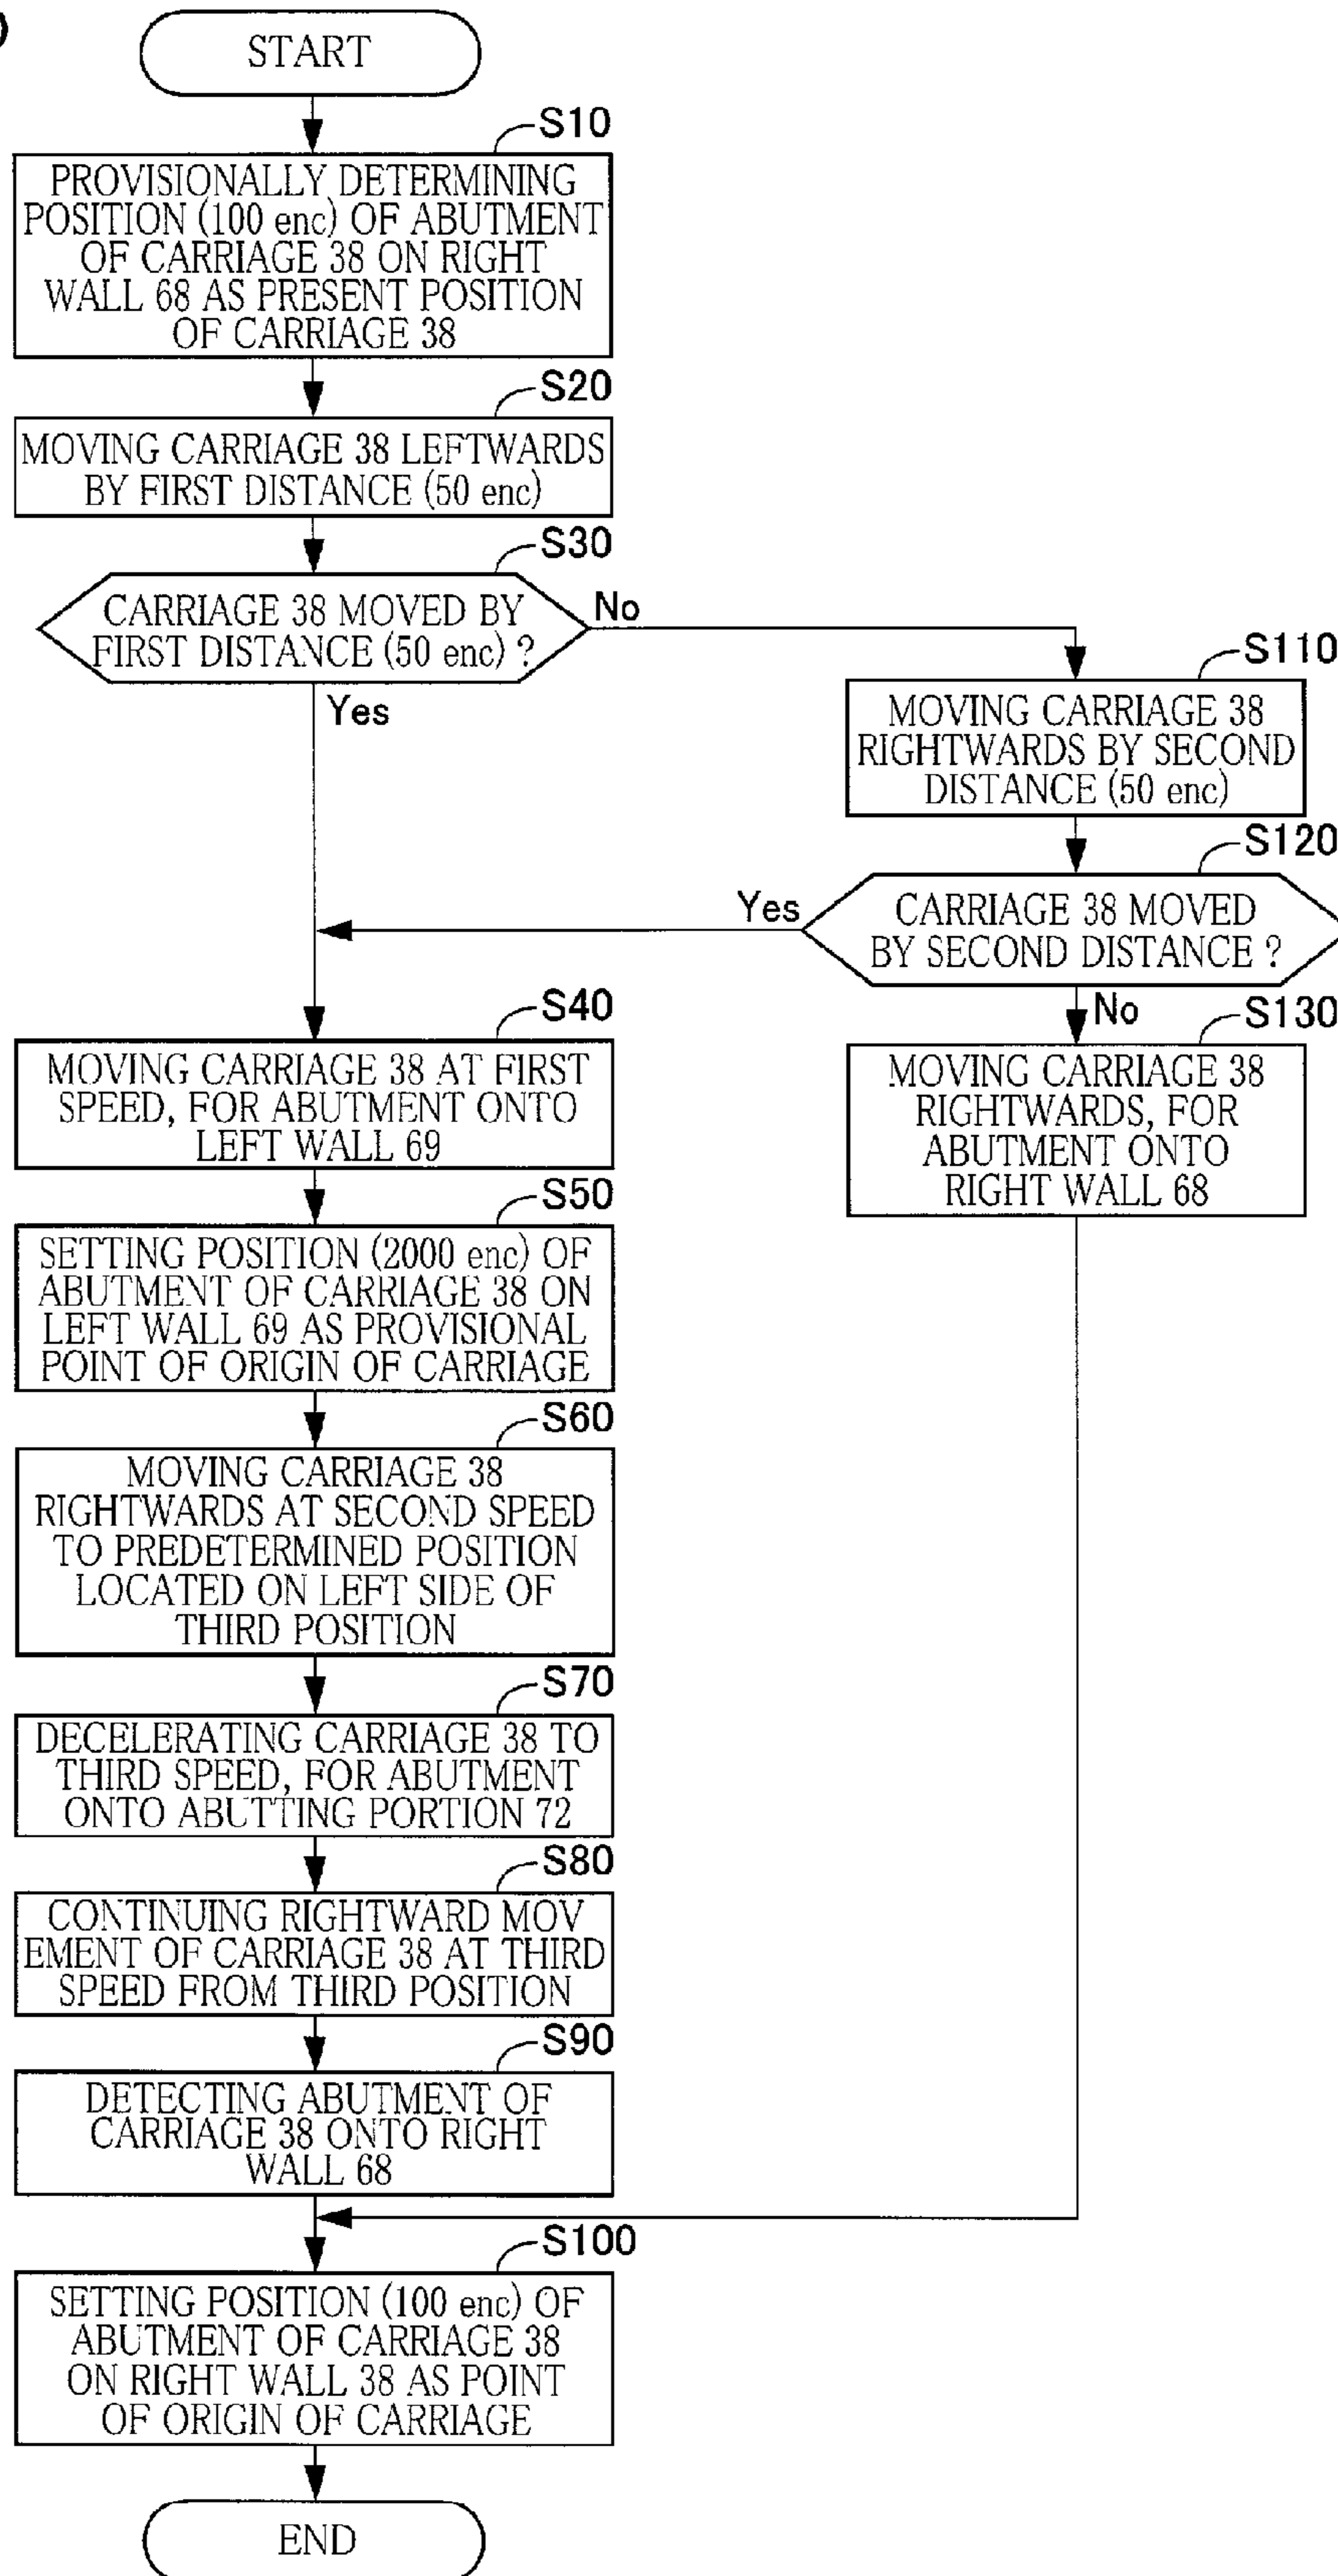 )
START
S10
PROVISIONALLY DETERMINING
POSITION (100 enc) OF ABUTMENT
OF CARRIAGE 38 ON RIGHT
WALL 68 AS PRESENT POSITION
OF CARRIAGE 38
S20
MOVING CARRIAGE 38 LEFTWARDS
BY FIRST DISTANCE (50 enc)
S30
CARRIAGE 38 MOVED BY
FIRST DISTANCE (50 enc) ?
No
Yes
S110
MOVING CARRIAGE 38
RIGHTWARDS BY SECOND
DISTANCE (50 enc)
S120
CARRIAGE 38 MOVED
BY SECOND DISTANCE ?
Yes
No
S130
MOVING CARRIAGE 38
RIGHTWARDS, FOR
ABUTMENT ONTO
RIGHT WALL 68
S40
MOVING CARRIAGE 38 AT FIRST
SPEED, FOR ABUTMENT ONTO
LEFT WALL 69
S50
SETTING POSITION (2000 enc) OF
ABUTMENT OF CARRIAGE 38 ON
LEFT WALL 69 AS PROVISIONAL
POINT OF ORIGIN OF CARRIAGE
S60
MOVING CARRIAGE 38
RIGHTWARDS AT SECOND SPEED
TO PREDETERMINED POSITION
LOCATED ON LEFT SIDE OF
THIRD POSITION
S70
DECELERATING CARRIAGE 38 TO
THIRD SPEED, FOR ABUTMENT
ONTO ABUTTING PORTION 72
S80
CONTINUING RIGHTWARD MOV
EMENT OF CARRIAGE 38 AT THIRD
SPEED FROM THIRD POSITION
S90
DETECTING ABUTMENT OF
CARRIAGE 38 ONTO RIGHT
WALL 68
S100
SETTING POSITION (100 enc) OF
ABUTMENT OF CARRIAGE 38
ON RIGHT WALL 38 AS POINT
OF ORIGIN OF CARRIAGE
END